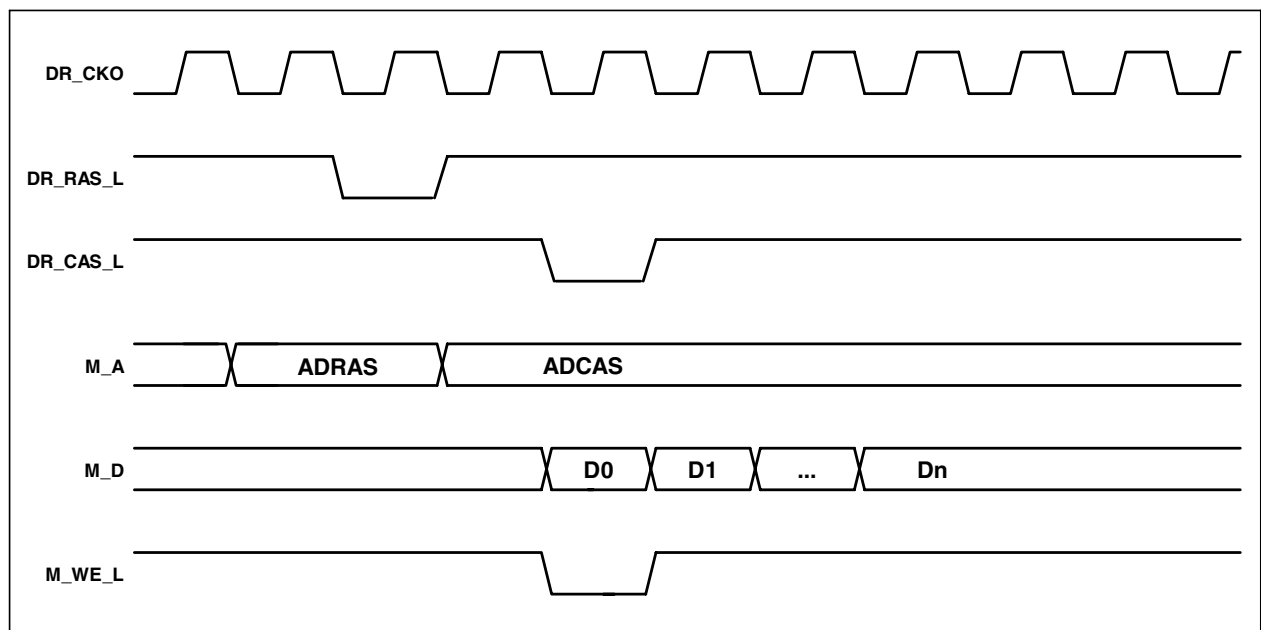 DR_CKO
DR_RAS_L
DR_CAS_L
M_A ADRAS ADCAS
M_D D0 D1 ... Dn
M_WE_L